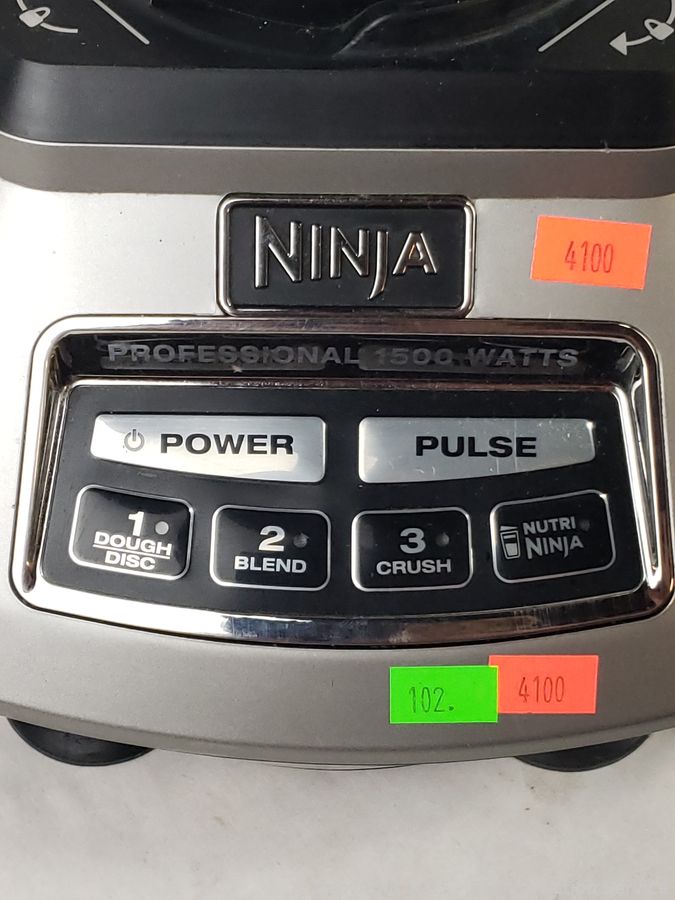 NINJA
4100
PROFESSIONAL 1500 WATTS
POWER
PULSE
1
DOUGH
DISC
2
BLEND
3
CRUSH
NUTRI
NINJA
102.
4100